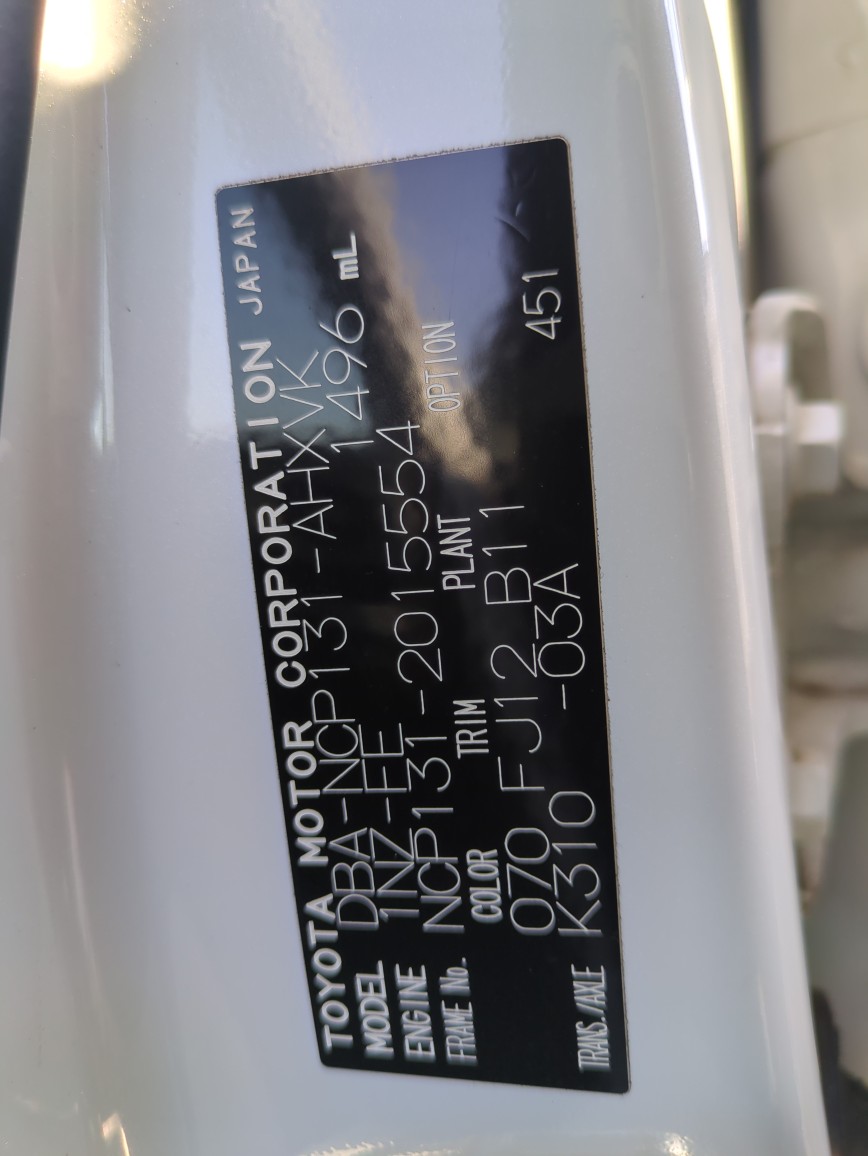 TOYOTA MOTOR CORPORATION JAPAN
MODEL DBA-NCP131-AHXVK
ENGINE 1NZ-FE 1496 mL
FRAME No. NCP131-2015554
COLOR TRIM PLANT OPTION
070 FJ12 B11
TRANS./AXLE K310 -03A 451